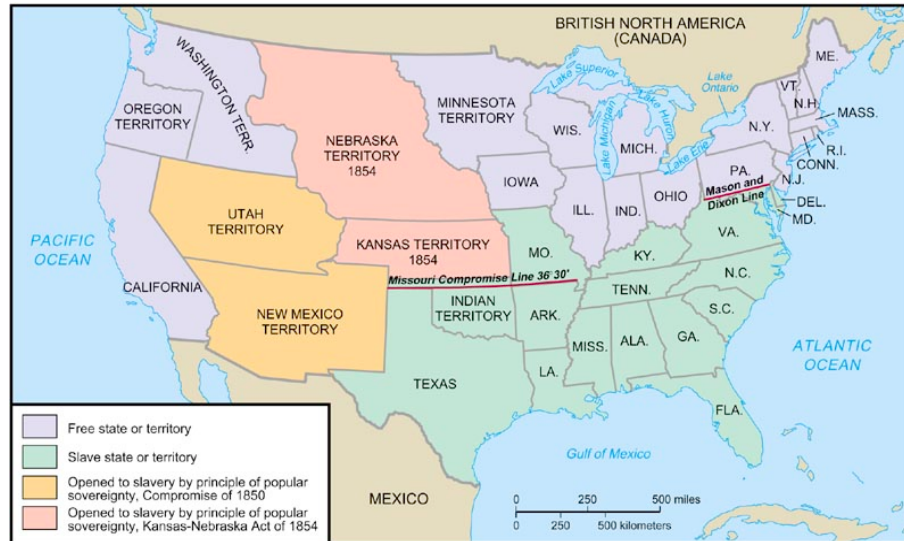 BRITISH NORTH AMERICA
(CANADA)
WASHINGTON TERR.
OREGON
TERRITORY
NEBRASKA
TERRITORY
1854
MINNESOTA
TERRITORY
Lake Superior
Lake Michigan
Lake Huron
Lake
Ontario
Lake Erie
ME.
VT.
N.H.
MASS.
N.Y.
R.I.
CONN.
WIS.
MICH.
IOWA
PA.
N.J.
Mason and
Dixon Line
DEL.
MD.
ILL.
IND.
OHIO
UTAH
TERRITORY
PACIFIC
OCEAN
KANSAS TERRITORY
1854
MO.
KY.
VA.
CALIFORNIA
Missouri Compromise Line 36 30'
NEW MEXICO
TERRITORY
INDIAN
TERRITORY
ARK.
TENN.
N.C.
S.C.
MISS.
ALA.
GA.
ATLANTIC
OCEAN
TEXAS
LA.
FLA.
Gulf of Mexico
MEXICO
Free state or territory
Slave state or territory
Opened to slavery by principle of popular
sovereignty, Compromise of 1850
Opened to slavery by principle of popular
sovereignty, Kansas-Nebraska Act of 1854
0 250 500 miles
0 250 500 kilometers